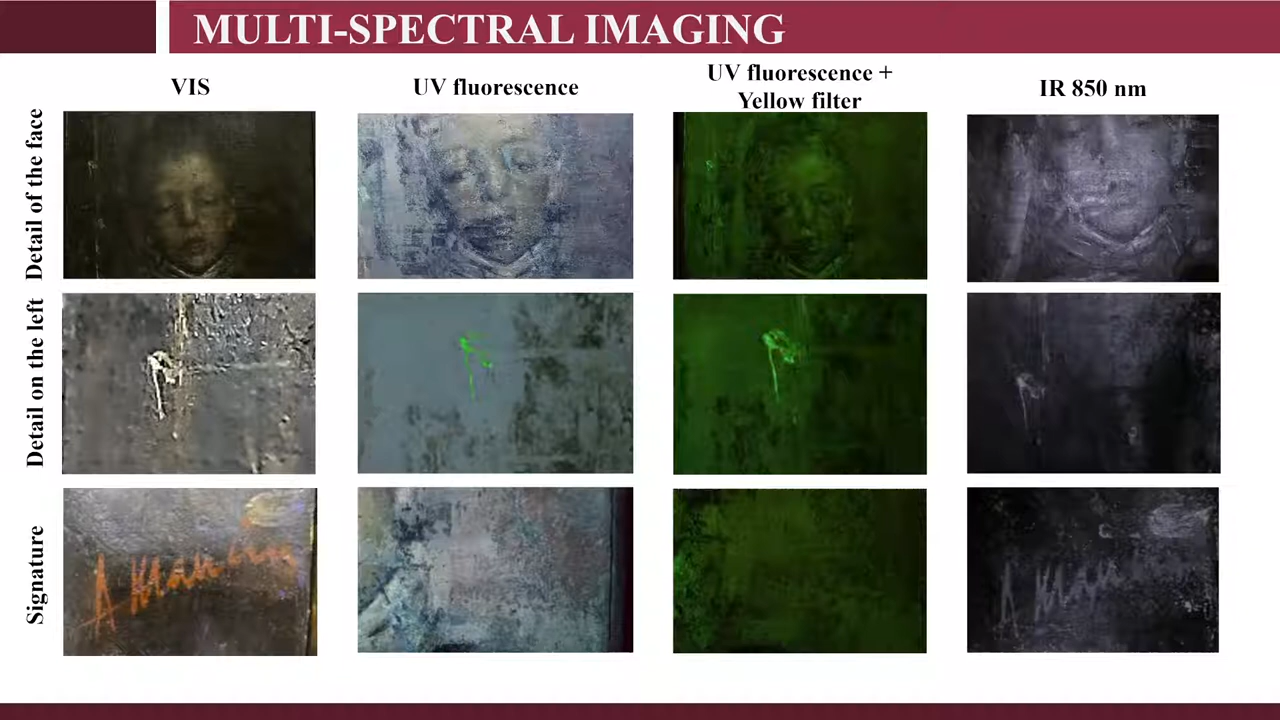 MULTI-SPECTRAL IMAGING
VIS
UV fluorescence
UV fluorescence +
Yellow filter
IR 850 nm
Detail of the face
Detail on the left
Signature